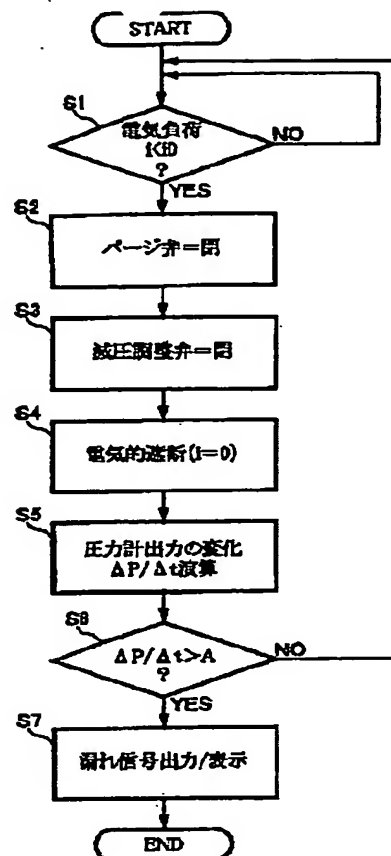 START
S1
電気負荷
NO
?
YES
S2
パージ弁=閉
S3
減圧調整弁=閉
S4
電気的遮断(I=0)
S5
圧力計出力の変化
ΔP/Δt演算
S6
ΔP/Δt>A
NO
?
YES
S7
漏れ信号出力/表示
END